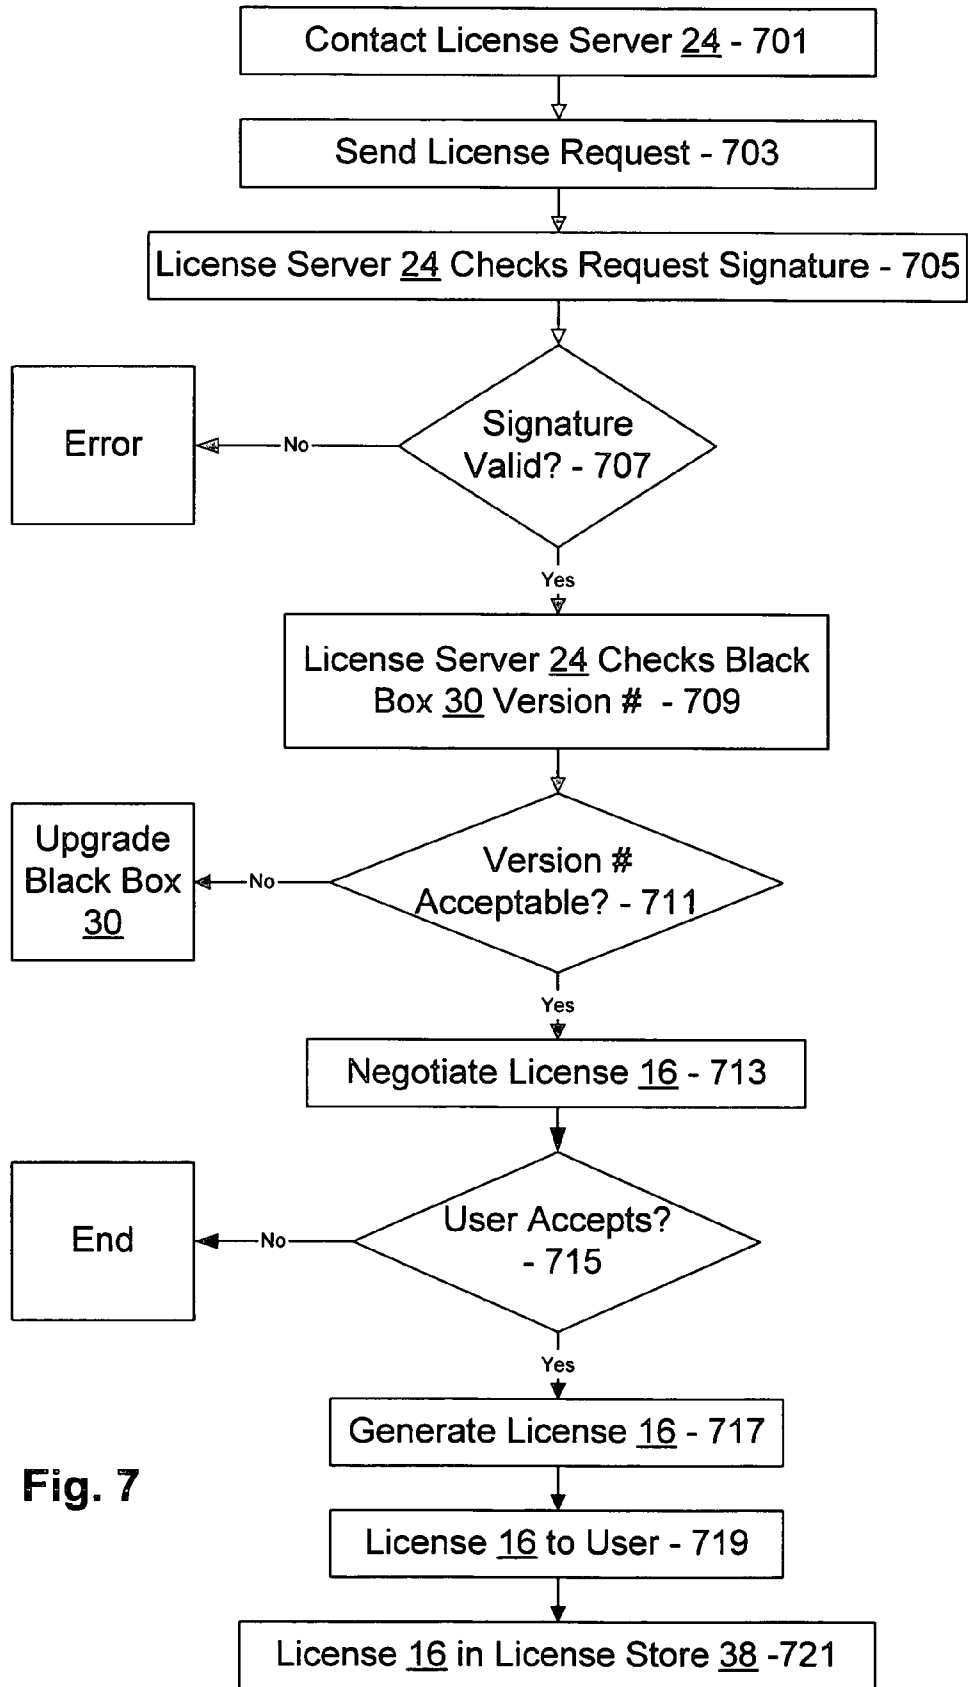 Contact License Server 24 - 701
Send License Request - 703
License Server 24 Checks Request Signature - 705
Signature
Valid? - 707
No
Error
Yes
License Server 24 Checks Black
Box 30 Version # - 709
Version #
Acceptable? - 711
No
Upgrade
Black Box
30
Yes
Negotiate License 16 - 713
User Accepts?
- 715
No
End
Yes
Generate License 16 - 717
License 16 to User - 719
License 16 in License Store 38 -721
Fig. 7